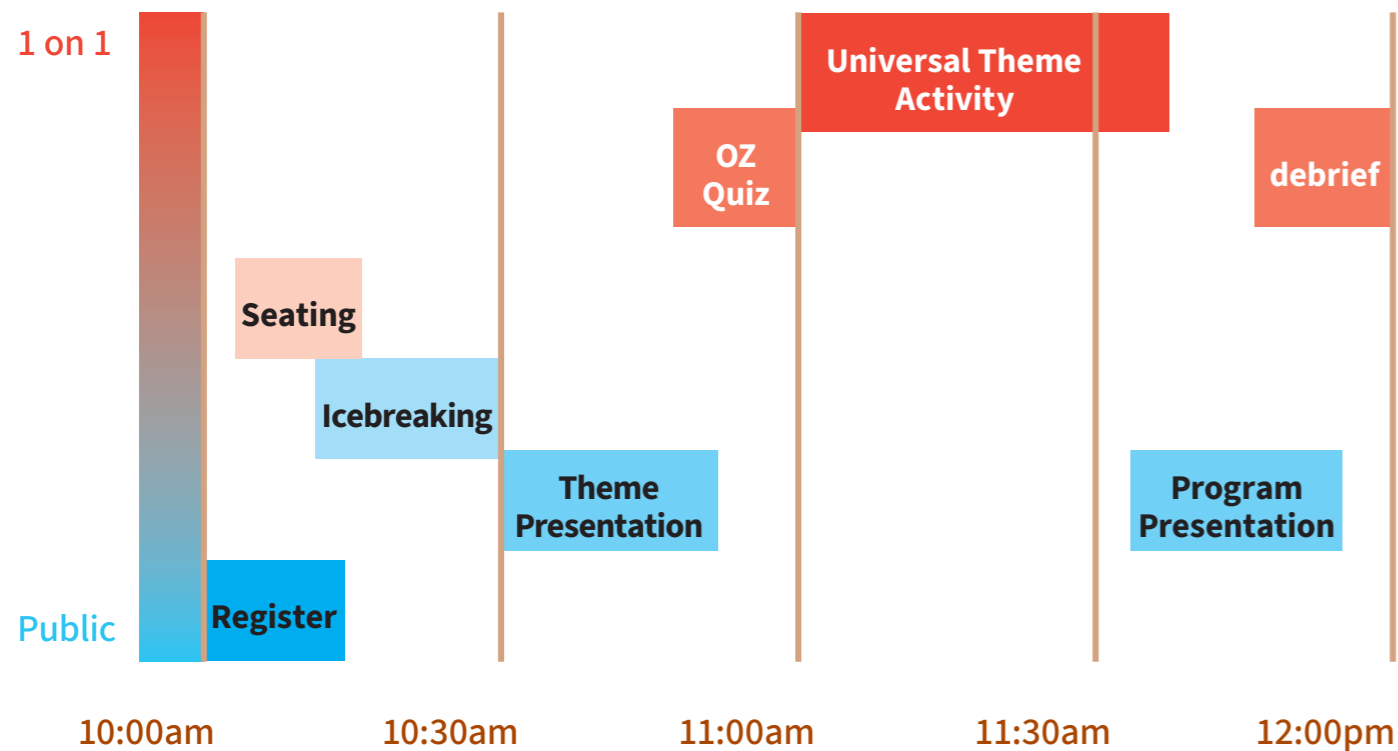 1 on 1
Universal Theme
Activity
OZ
Quiz
debrief
Seating
Icebreaking
Theme
Presentation
Program
Presentation
Register
Public
10:00am
10:30am
11:00am
11:30am
12:00pm